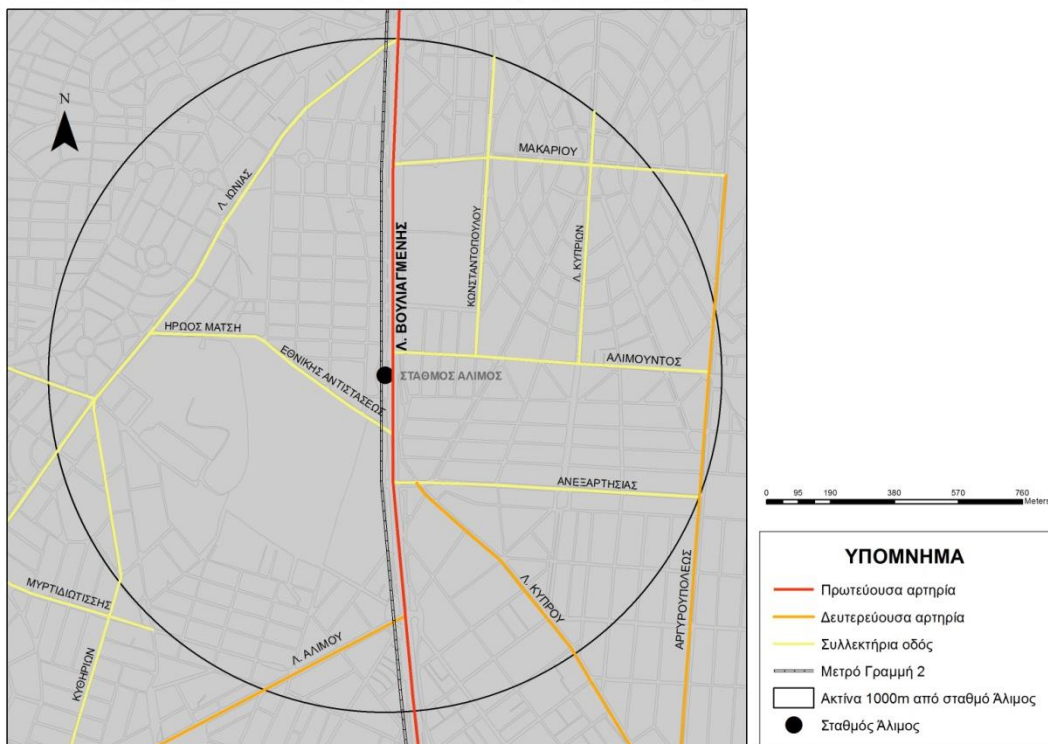 N
Λ. ΙΩΝΙΑΣ
ΜΑΚΑΡΙΟΥ
ΚΩΝΣΤΑΝΤΟΠΟΥΛΟΥ
Λ. ΚΥΠΡΙΩΝ
Λ. ΒΟΥΛΙΑΓΜΕΝΗΣ
ΗΡΩΟΣ ΜΑΤΣΗ
ΕΘΝΙΚΗΣ ΑΝΤΙΣΤΑΣΕΩΣ
ΑΛΙΜΟΥΝΤΟΣ
ΣΤΑΘΜΟΣ ΑΛΙΜΟΣ
ΑΝΕΞΑΡΤΗΣΙΑΣ
Λ. ΚΥΠΡΟΥ
ΑΡΓΥΡΟΥΠΟΛΕΩΣ
ΜΥΡΤΙΔΙΩΤΙΣΣΗΣ
ΚΥΘΗΡΙΩΝ
Λ. ΑΛΙΜΟΥ
0 95 190 380 570 760
Meters
ΥΠΟΜΝΗΜΑ
Πρωτεύουσα αρτηρία
Δευτερεύουσα αρτηρία
Συλλεκτήρια οδός
Μετρό Γραμμή 2
Ακτίνα 1000m από σταθμό Άλιμος
Σταθμός Άλιμος